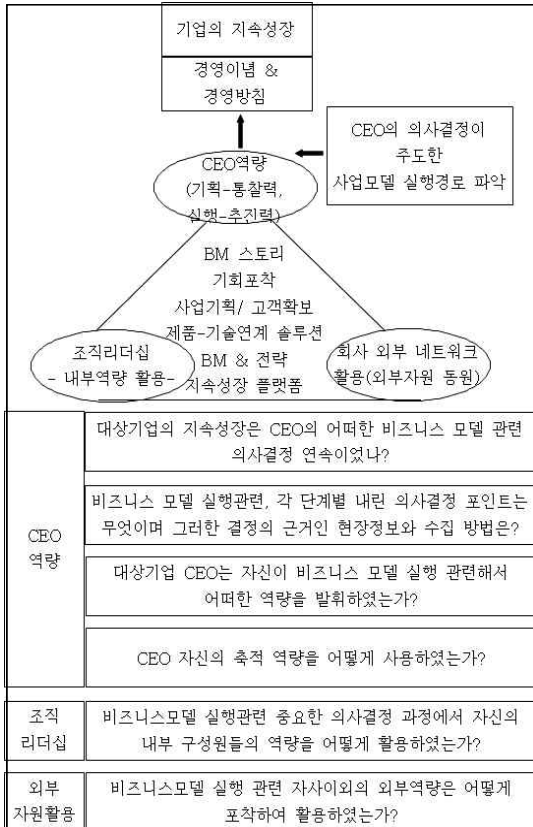 기업의 지속성장
경영이념 &
경영방침
CEO의 의사결정이
주도한
사업모델 실행경로 파악
CEO역량
(기획-통찰력,
실행-추진력)
BM 스토리
기회포착
사업기획/ 고객확보
제품-기술연계 솔루션
BM & 전략
지속성장 플랫폼
조직리더십
- 내부역량 활용-
회사 외부 네트워크
활용(외부자원 동원)
CEO
역량
대상기업의 지속성장은 CEO의 어떠한 비즈니스 모델 관련
의사결정 연속이었나?
비즈니스 모델 실행관련, 각 단계별 내린 의사결정 포인트는
무엇이며 그러한 결정의 근거인 현장정보와 수집 방법은?
대상기업 CEO는 자신이 비즈니스 모델 실행 관련해서
어떠한 역량을 발휘하였는가?
CEO 자신의 축적 역량을 어떻게 사용하였는가?
조직
리더십
비즈니스모델 실행관련 중요한 의사결정 과정에서 자신의
내부 구성원들의 역량을 어떻게 활용하였는가?
외부
자원활용
비즈니스모델 실행 관련 자사이외의 외부역량은 어떻게
포착하여 활용하였는가?